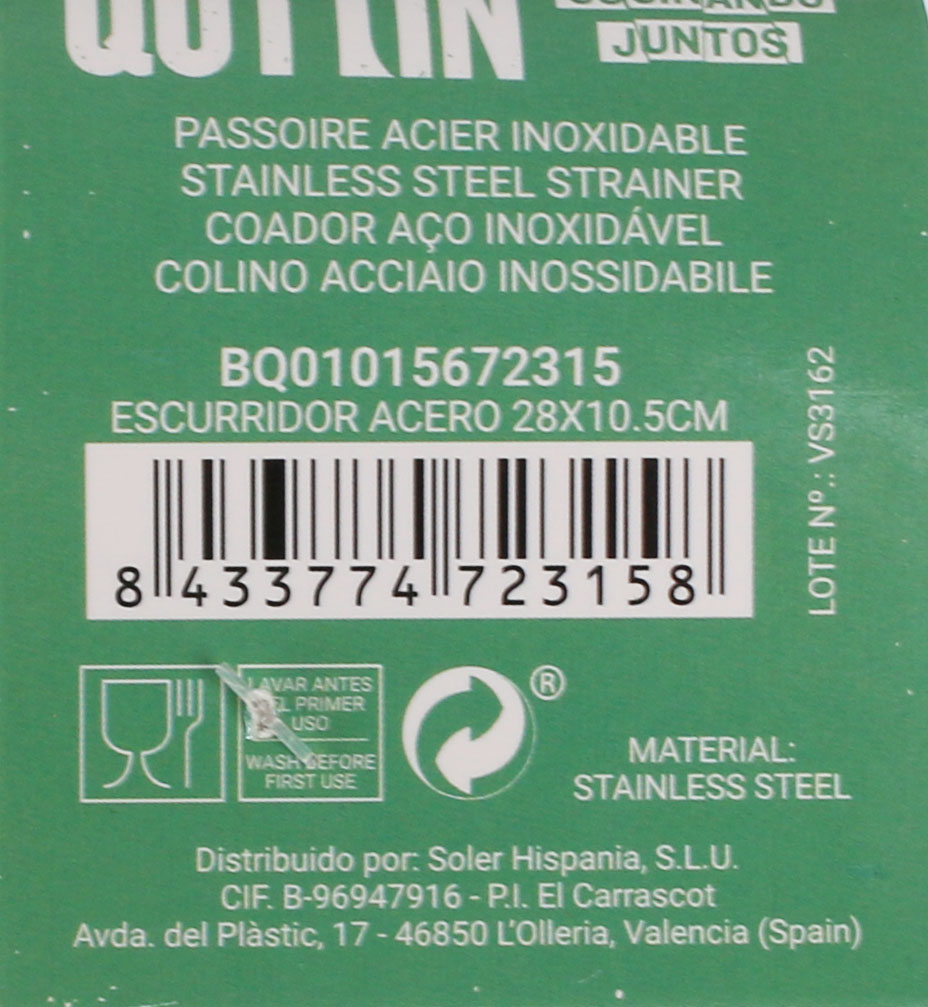 JUNTOS
PASSOIRE ACIER INOXIDABLE
STAINLESS STEEL STRAINER
COADOR AÇO INOXIDÁVEL
COLINO ACCIAIO INOSSIDABILE
BQ01015672315
ESCURRIDOR ACERO 28X10.5CM
LOTE Nº.: VS3162
8 433774 723158
LAVAR ANTES
PRIMER
USO
WASH BEFORE
FIRST USE
®
MATERIAL:
STAINLESS STEEL
Distribuido por: Soler Hispania, S.L.U.
CIF. B-96947916 - P.I. El Carrascot
Avda. del Plàstic, 17 - 46850 L'Olleria, Valencia (Spain)